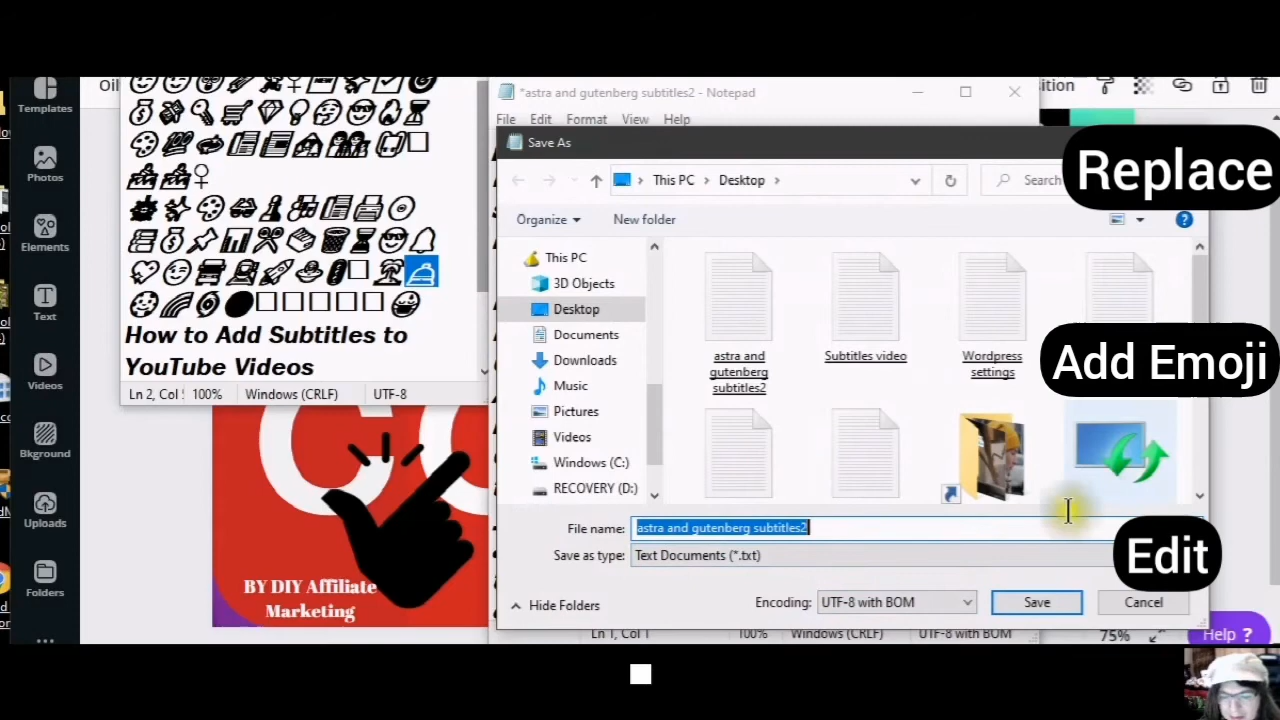 Templates
Photos
Elements
Text
Videos
Bkground
Uploads
Folders
Oil
How to Add Subtitles to
YouTube Videos
Ln 2, Col
100%
Windows (CRLF)
UTF-8
BY DIY Affiliate
Marketing
*astra and gutenberg subtitles2 - Notepad
File Edit Format View Help
Save As
This PC > Desktop >
Search
Organize
New folder
This PC
3D Objects
Desktop
Documents
Downloads
Music
Pictures
Videos
Windows (C:)
RECOVERY (D:)
astra and
gutenberg
subtitles2
Subtitles video
Wordpress
settings
File name: astra and gutenberg subtitles2
Save as type: Text Documents (*.txt)
Hide Folders
Encoding: UTF-8 with BOM
Save
Cancel
Ln 1, Col 1
100%
Windows (CRLF)
UTF-8 with BOM
75%
Help ?
Replace
Add Emoji
Edit